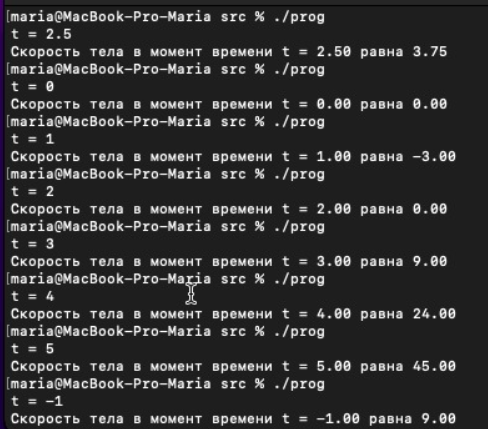 [maria@MacBook-Pro-Maria src % ./prog
t = 2.5
Скорость тела в момент времени t = 2.50 равна 3.75
[maria@MacBook-Pro-Maria src % ./prog
t = 0
Скорость тела в момент времени t = 0.00 равна 0.00
[maria@MacBook-Pro-Maria src % ./prog
t = 1
Скорость тела в момент времени t = 1.00 равна -3.00
[maria@MacBook-Pro-Maria src % ./prog
t = 2
Скорость тела в момент времени t = 2.00 равна 0.00
[maria@MacBook-Pro-Maria src % ./prog
t = 3
Скорость тела в момент времени t = 3.00 равна 9.00
[maria@MacBook-Pro-Maria src % ./prog
t = 4
Скорость тела в момент времени t = 4.00 равна 24.00
[maria@MacBook-Pro-Maria src % ./prog
t = 5
Скорость тела в момент времени t = 5.00 равна 45.00
[maria@MacBook-Pro-Maria src % ./prog
t = -1
Скорость тела в момент времени t = -1.00 равна 9.00